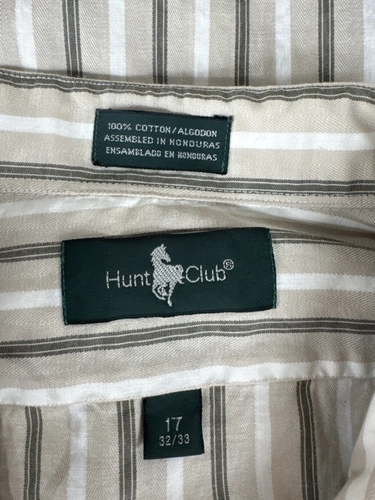 100% COTTON/ALGODON
ASSEMBLED IN HONDURAS
ENSAMBLADO EN HONDURAS
Hunt Club®
17
32/33